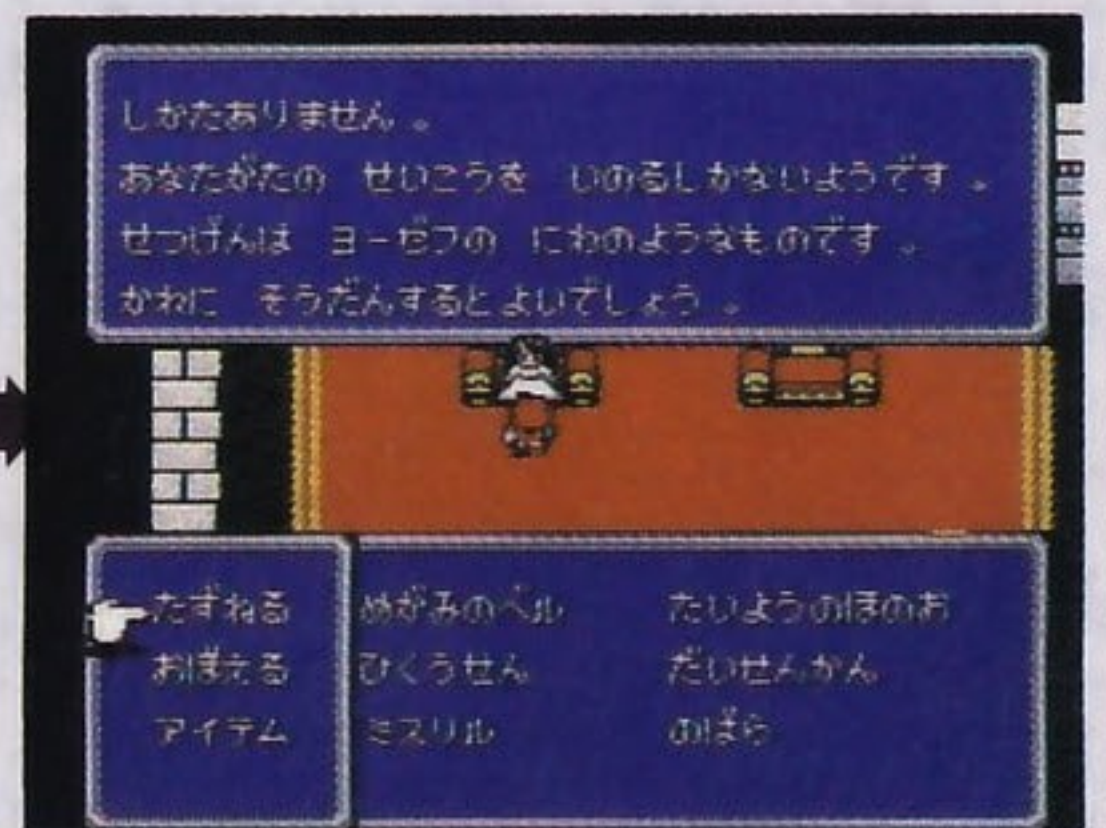 しかたありません。
あなたがたの　せいこうを　いのるしかないようです。
せつげんは　ヨーゼフの　にわのようなものです。
かれに　そうだんするとよいでしょう。
たずねる　めがみのベル　たいようのほのお
おぼえる　ひくうせん　だいせんかん
アイテム　ミスリル　のばら